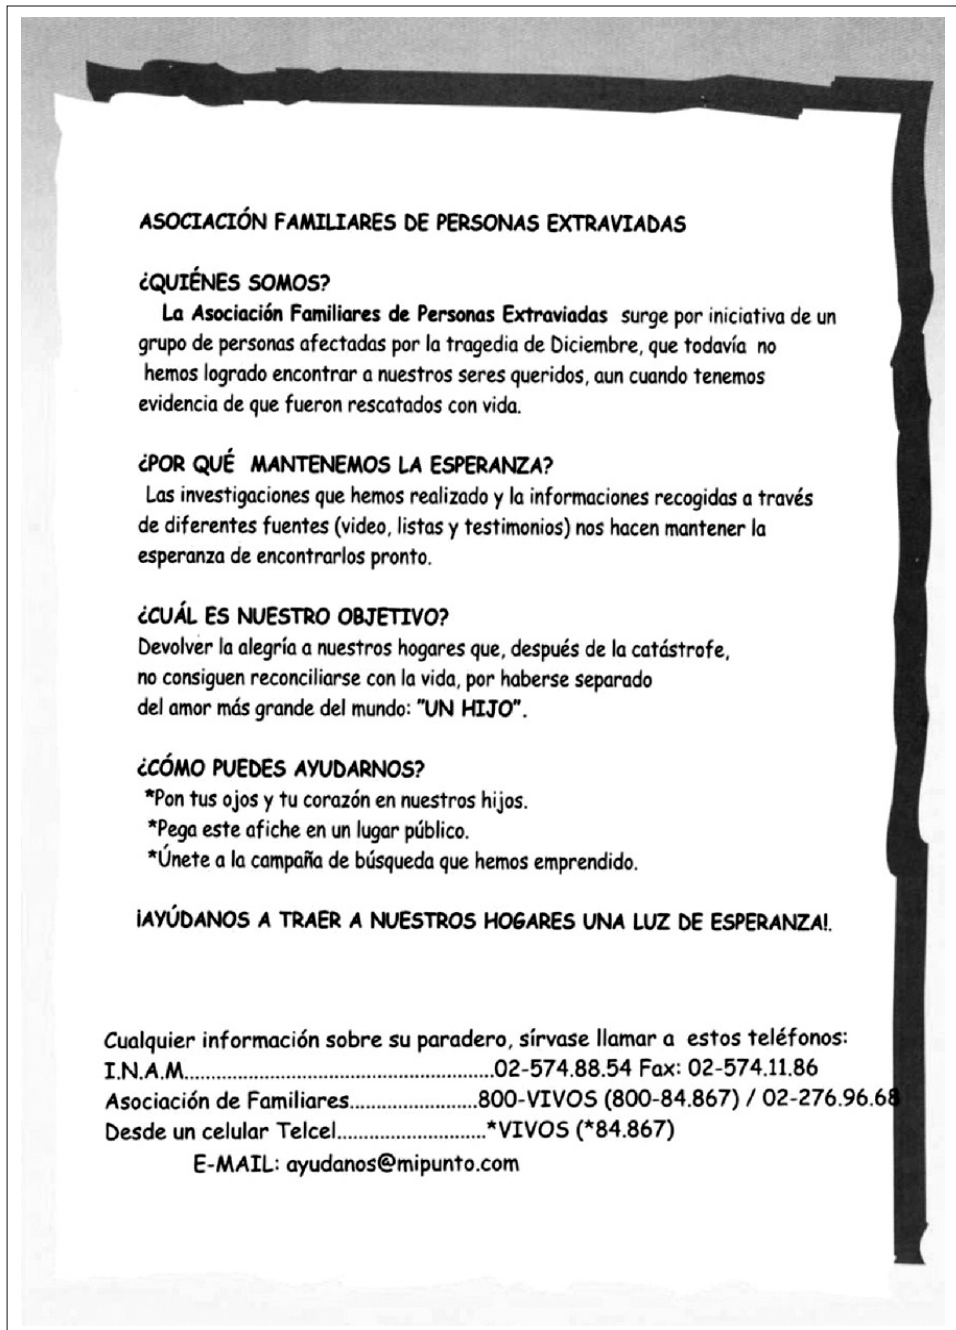 ASOCIACIÓN FAMILIARES DE PERSONAS EXTRAVIADAS
¿QUIÉNES SOMOS?
La Asociación Familiares de Personas Extraviadas surge por iniciativa de un
grupo de personas afectadas por la tragedia de Diciembre, que todavía no
hemos logrado encontrar a nuestros seres queridos, aun cuando tenemos
evidencia de que fueron rescatados con vida.
¿POR QUÉ MANTENEMOS LA ESPERANZA?
Las investigaciones que hemos realizado y la informaciones recogidas a través
de diferentes fuentes (video, listas y testimonios) nos hacen mantener la
esperanza de encontrarlos pronto.
¿CUÁL ES NUESTRO OBJETIVO?
Devolver la alegría a nuestros hogares que, después de la catástrofe,
no consiguen reconciliarse con la vida, por haberse separado
del amor más grande del mundo: "UN HIJO".
¿CÓMO PUEDES AYUDARNOS?
*Pon tus ojos y tu corazón en nuestros hijos.
*Pega este afiche en un lugar público.
*Únete a la campaña de búsqueda que hemos emprendido.
¡AYÚDANOS A TRAER A NUESTROS HOGARES UNA LUZ DE ESPERANZA!.
Cualquier información sobre su paradero, sírvase llamar a estos teléfonos:
I.N.A.M......................................................02-574.88.54 Fax: 02-574.11.86
Asociación de Familiares.......................800-VIVOS (800-84.867) / 02-276.96.68
Desde un celular Telcel...........................*VIVOS (*84.867)
E-MAIL: ayudanos@mipunto.com